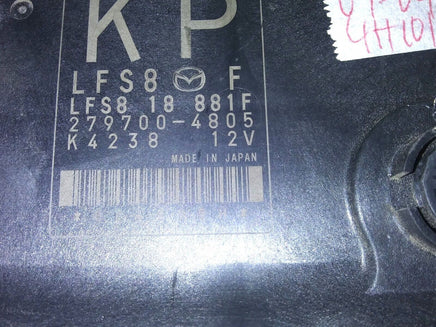 KP
LFS8 F
LFS8 18 881F
279700-4805
K4238 12V
MADE IN JAPAN